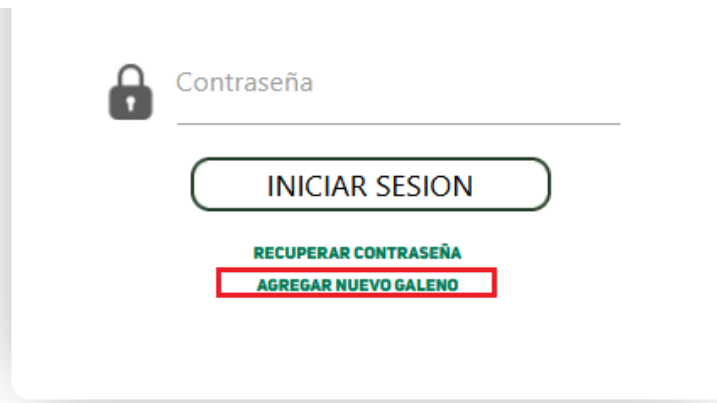 Contraseña
INICIAR SESION
RECUPERAR CONTRASEÑA
AGREGAR NUEVO GALENO